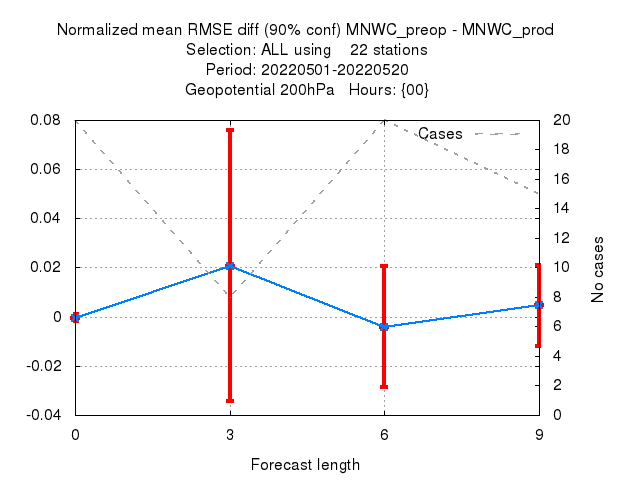 Normalized mean RMSE diff (90% conf) MNWC_preop - MNWC_prod
Selection: ALL using 22 stations
Period: 20220501-20220520
Geopotential 200hPa Hours: {00}
Cases
0.08
0.06
0.04
0.02
0
-0.02
-0.04
20
18
16
14
12
10
8
6
4
2
0
No cases
0 3 6 9
Forecast length